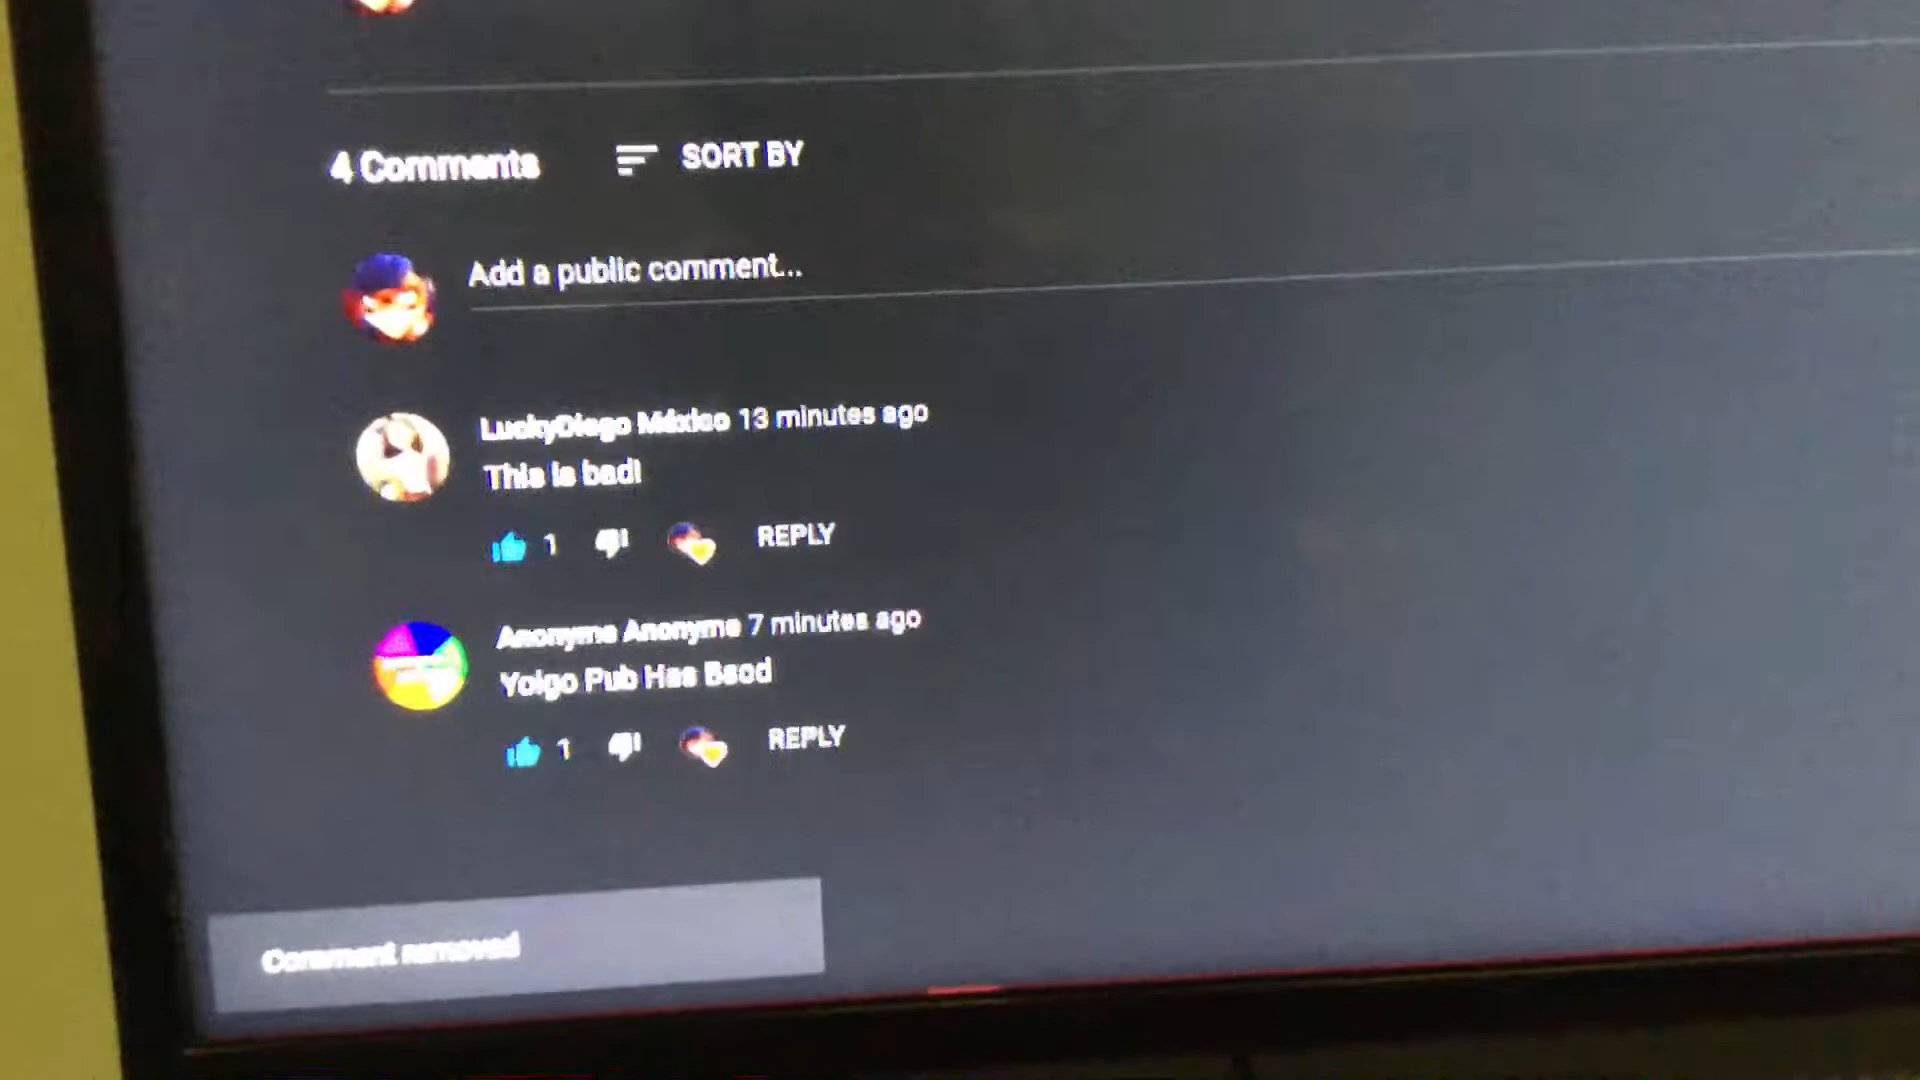 4 Comments
SORT BY
Add a public comment...
LuckyDiego México 13 minutes ago
This is bad!
1
REPLY
Anonyme Anonyme 7 minutes ago
Yoigo Pub Has Bsod
1
REPLY
Comment removed